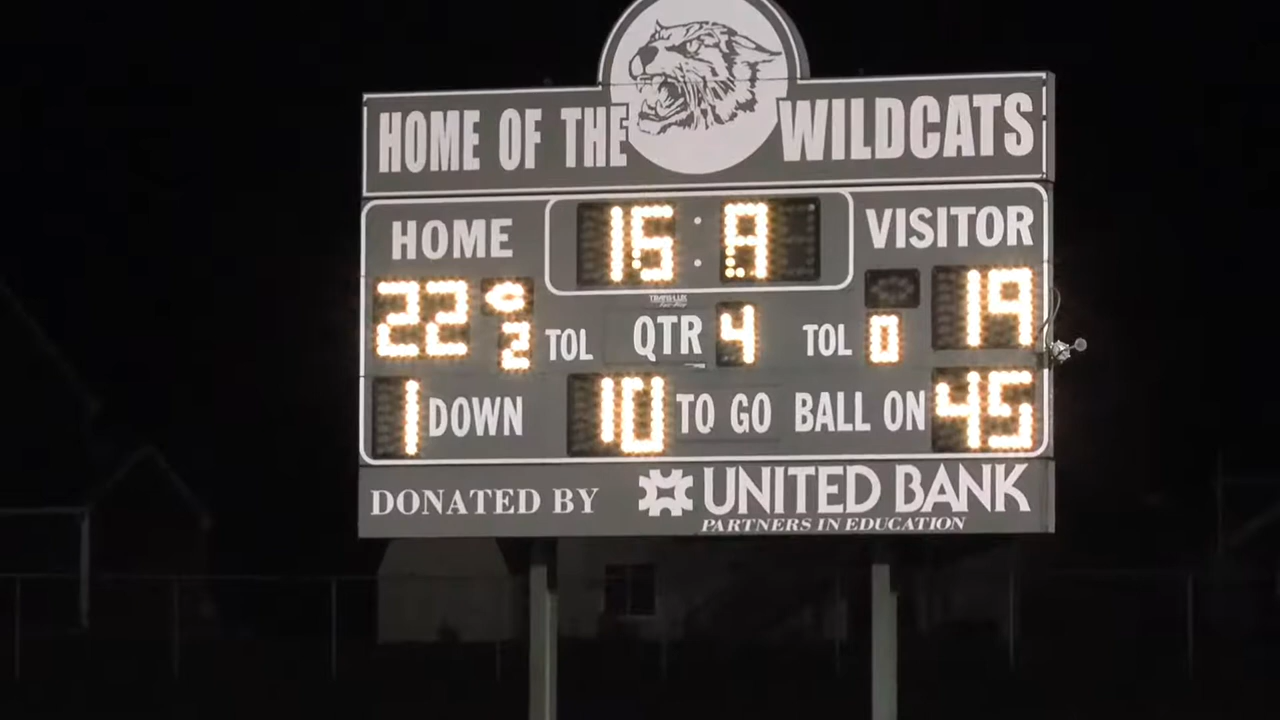 HOME OF THE WILDCATS
HOME 15 : VISITOR
22 2 TOL QTR 4 TOL 0 19
1 DOWN 10 TO GO BALL ON 45
DONATED BY UNITED BANK
PARTNERS IN EDUCATION